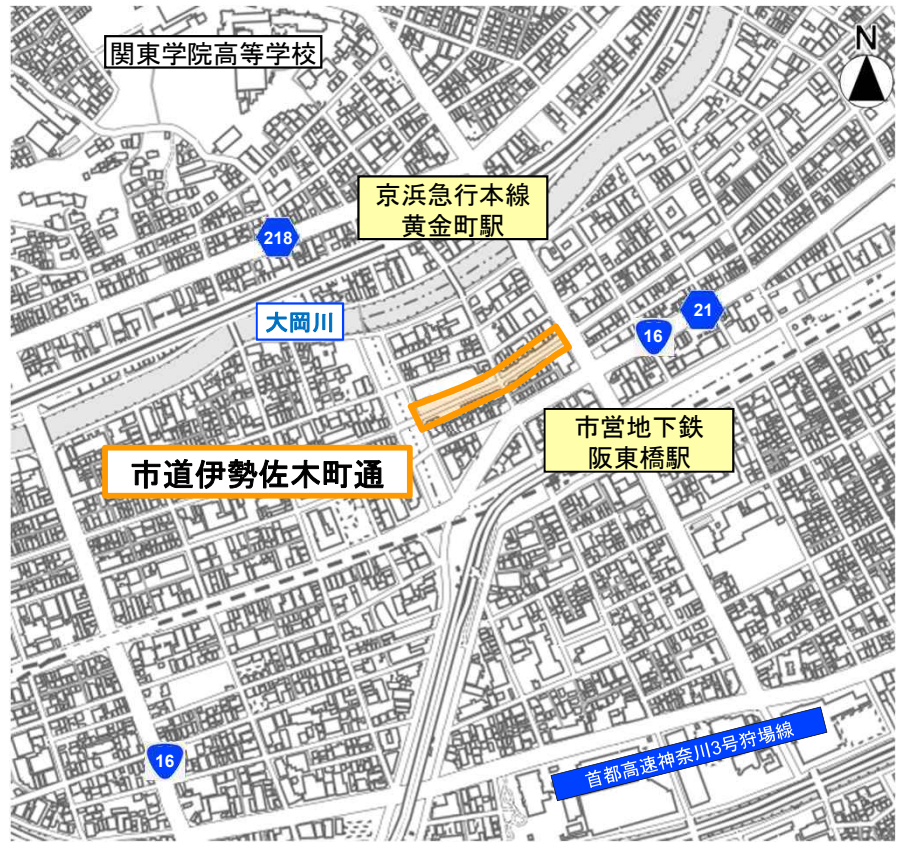 関東学院高等学校
N
京浜急行本線
黄金町駅
218
大岡川
21
16
市営地下鉄
阪東橋駅
市道伊勢佐木町通
首都高速神奈川3号狩場線
16